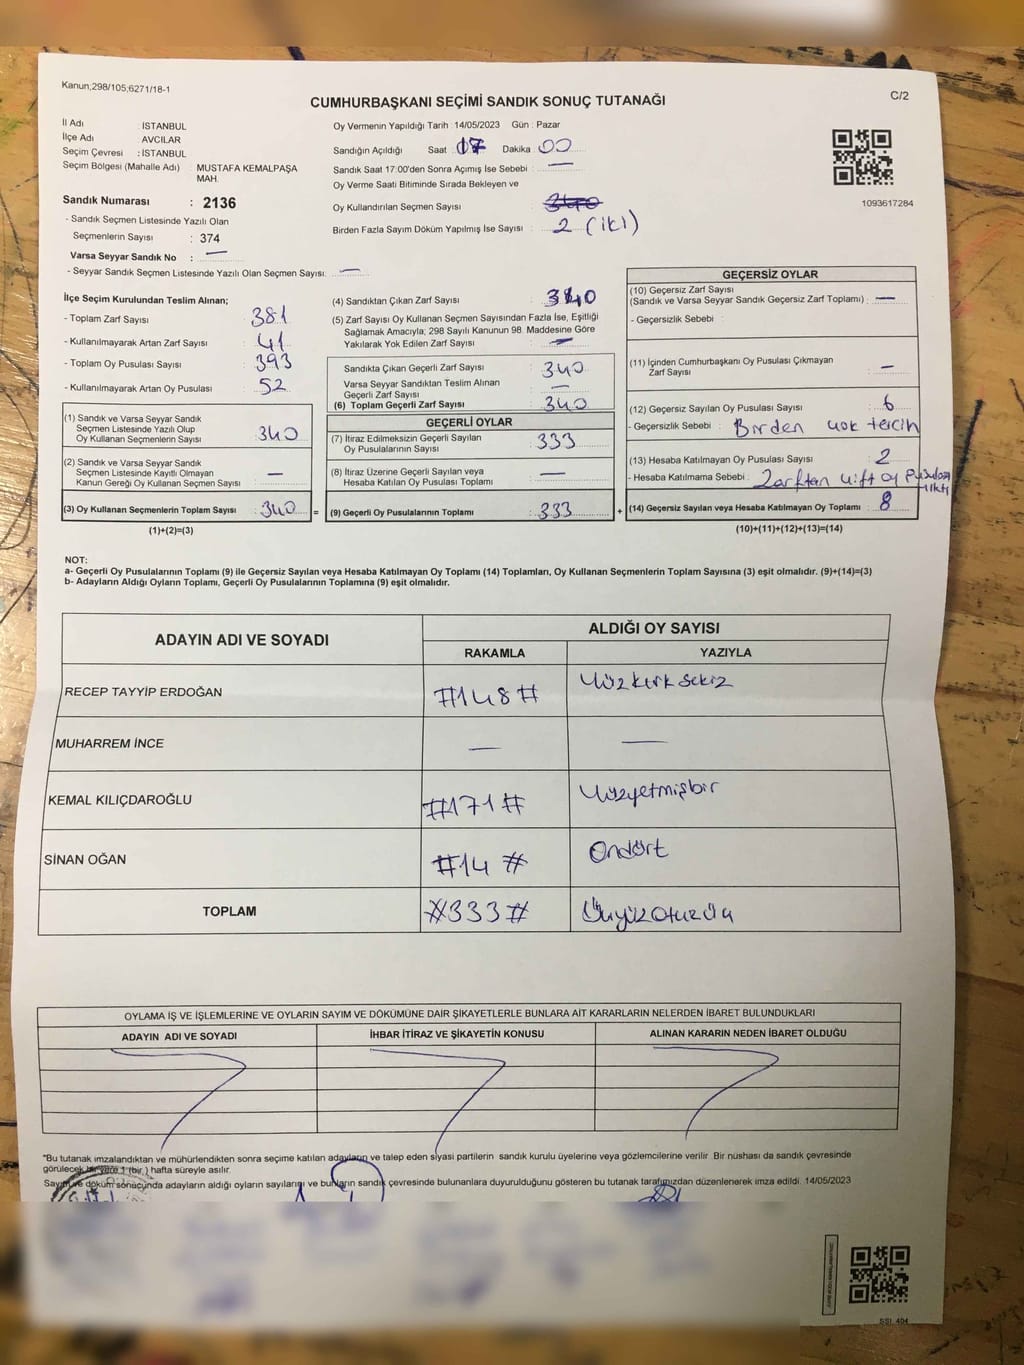 Kanun;298/105;6271/18-1
CUMHURBAŞKANI SEÇİMİ SANDIK SONUÇ TUTANAĞI
C/2
İl Adı : İSTANBUL
İlçe Adı : AVCILAR
Seçim Çevresi : İSTANBUL
Seçim Bölgesi (Mahalle Adı) : MUSTAFA KEMALPAŞA
MAH.
Sandık Numarası : 2136
- Sandık Seçmen Listesinde Yazılı Olan
Seçmenlerin Sayısı : 374
Varsa Seyyar Sandık No : —
- Seyyar Sandık Seçmen Listesinde Yazılı Olan Seçmen Sayısı: —
Oy Vermenin Yapıldığı Tarih : 14/05/2023 Gün : Pazar
Sandığın Açıldığı Saat : 17 Dakika : 00
Sandık Saat 17:00'den Sonra Açılmış İse Sebebi : —
Oy Verme Saati Bitiminde Sırada Bekleyen ve
Oy Kullandırılan Seçmen Sayısı : 340
Birden Fazla Sayım Döküm Yapılmış İse Sayısı : 2 (iki)
1093617284
İlçe Seçim Kurulundan Teslim Alınan;
- Toplam Zarf Sayısı : 381
- Kullanılmayarak Artan Zarf Sayısı : 41
- Toplam Oy Pusulası Sayısı : 393
- Kullanılmayarak Artan Oy Pusulası : 52
(1) Sandık ve Varsa Seyyar Sandık
Seçmen Listesinde Yazılı Olup
Oy Kullanan Seçmenlerin Sayısı : 340
(2) Sandık ve Varsa Seyyar Sandık
Seçmen Listesinde Kayıtlı Olmayan
Kanun Gereği Oy Kullanan Seçmen Sayısı : —
(3) Oy Kullanan Seçmenlerin Toplam Sayısı : 340 =
(1)+(2)=(3)
(4) Sandıktan Çıkan Zarf Sayısı : 340
(5) Zarf Sayısı Oy Kullanan Seçmen Sayısından Fazla İse, Eşitliği
Sağlamak Amacıyla; 298 Sayılı Kanunun 98. Maddesine Göre
Yakılarak Yok Edilen Zarf Sayısı : —
Sandıkta Çıkan Geçerli Zarf Sayısı : 340
Varsa Seyyar Sandıktan Teslim Alınan
Geçerli Zarf Sayısı : —
(6) Toplam Geçerli Zarf Sayısı : 340
GEÇERLİ OYLAR
(7) İtiraz Edilmeksizin Geçerli Sayılan
Oy Pusulalarının Sayısı : 333
(8) İtiraz Üzerine Geçerli Sayılan veya
Hesaba Katılan Oy Pusulası Toplamı : —
(9) Geçerli Oy Pusulalarının Toplamı : 333 +
GEÇERSİZ OYLAR
(10) Geçersiz Zarf Sayısı
(Sandık ve Varsa Seyyar Sandık Geçersiz Zarf Toplamı) : —
- Geçersizlik Sebebi :
(11) İçinden Cumhurbaşkanı Oy Pusulası Çıkmayan
Zarf Sayısı : —
(12) Geçersiz Sayılan Oy Pusulası Sayısı : 6
- Geçersizlik Sebebi : Birden çok tercih
(13) Hesaba Katılmayan Oy Pusulası Sayısı : 2
- Hesaba Katılmama Sebebi : Zarftan çift oy Pusulası
çıktı
(14) Geçersiz Sayılan veya Hesaba Katılmayan Oy Toplamı : 8
(10)+(11)+(12)+(13)=(14)
NOT:
a- Geçerli Oy Pusulalarının Toplamı (9) ile Geçersiz Sayılan veya Hesaba Katılmayan Oy Toplamı (14) Toplamları, Oy Kullanan Seçmenlerin Toplam Sayısına (3) eşit olmalıdır. (9)+(14)=(3)
b- Adayların Aldığı Oyların Toplamı, Geçerli Oy Pusulalarının Toplamına (9) eşit olmalıdır.
ADAYIN ADI VE SOYADI
ALDIĞI OY SAYISI
RAKAMLA YAZIYLA
RECEP TAYYİP ERDOĞAN #148# Yüzkırksekiz
MUHARREM İNCE — —
KEMAL KILIÇDAROĞLU #171# Yüzyetmişbir
SİNAN OĞAN #14# Ondört
TOPLAM #333# Üçyüzotuzüç
OYLAMA İŞ VE İŞLEMLERİNE VE OYLARIN SAYIM VE DÖKÜMÜNE DAİR ŞİKAYETLERLE BUNLARA AİT KARARLARIN NELERDEN İBARET BULUNDUKLARI
ADAYIN ADI VE SOYADI İHBAR İTİRAZ VE ŞİKAYETİN KONUSU ALINAN KARARIN NEDEN İBARET OLDUĞU
*Bu tutanak imzalandıktan ve mühürlendikten sonra seçime katılan adayların ve talep eden siyasi partilerin sandık kurulu üyelerine veya gözlemcilerine verilir. Bir nushası da sandık çevresinde
görülecek bir yere 1 (bir ) hafta süreyle asılır.
Sayım ve döküm sonucunda adayların aldığı oyların sayılarını ve bunların sandık çevresinde bulunanlara duyurulduğunu gösteren bu tutanak tarafımızdan düzenlenerek imza edildi. 14/05/2023
SSI_404